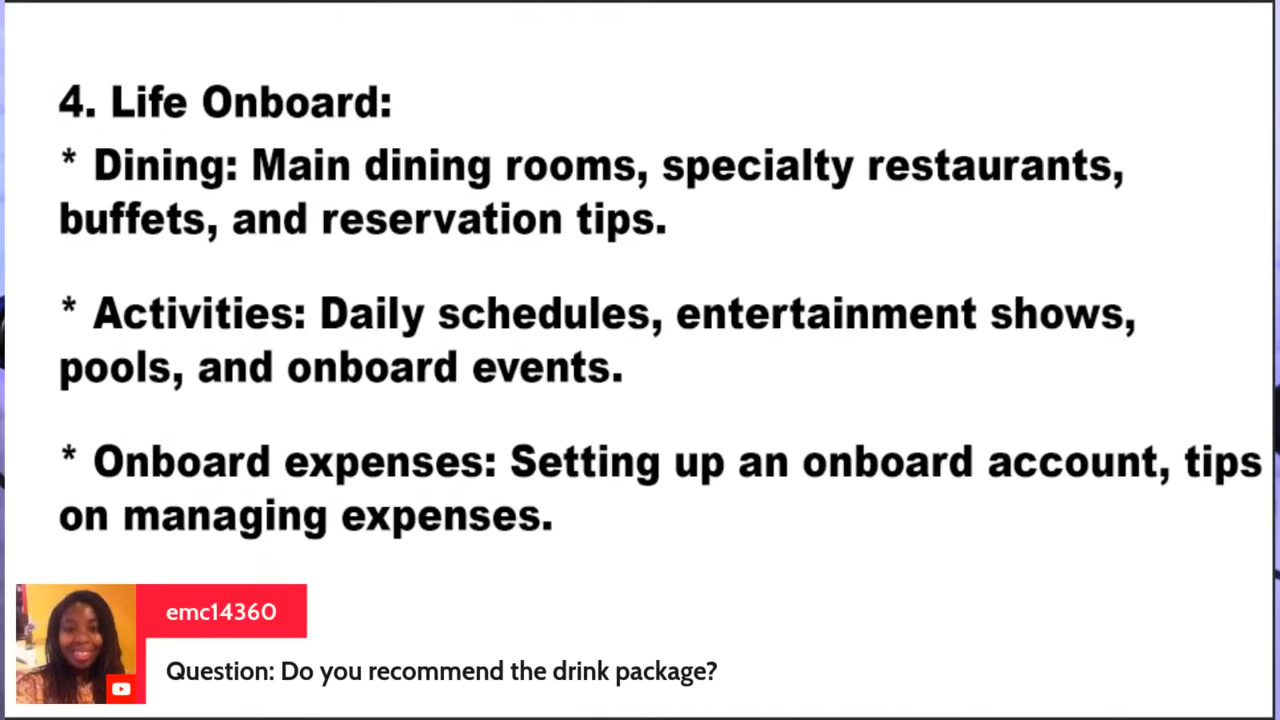 4. Life Onboard:
* Dining: Main dining rooms, specialty restaurants,
buffets, and reservation tips.
* Activities: Daily schedules, entertainment shows,
pools, and onboard events.
* Onboard expenses: Setting up an onboard account, tips
on managing expenses.
emc14360
Question: Do you recommend the drink package?